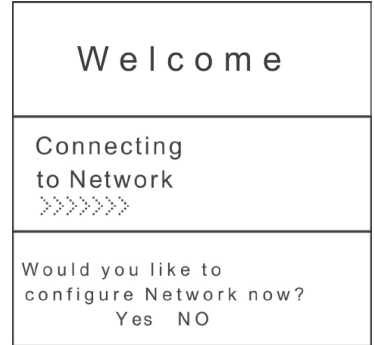 Welcome
Connecting
to Network
>>>>>>>
Would you like to
configure Network now?
Yes NO